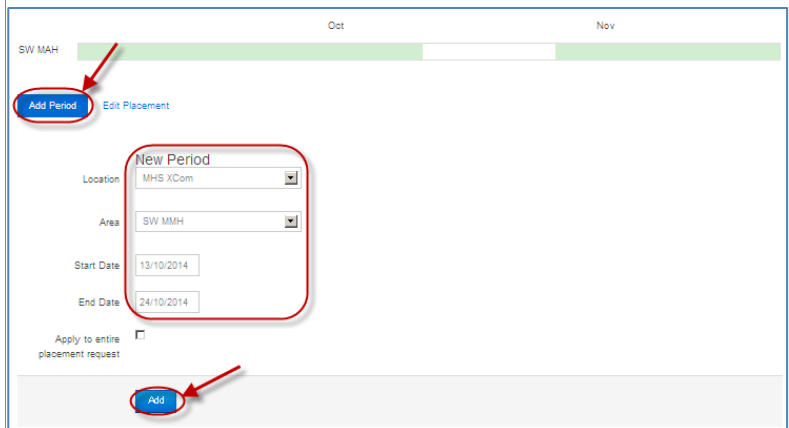 Oct Nov
SW MAH
Add Period Edit Placement
New Period
Location MHS XCom
Area SW MMH
Start Date 13/10/2014
End Date 24/10/2014
Apply to entire
placement request
Add